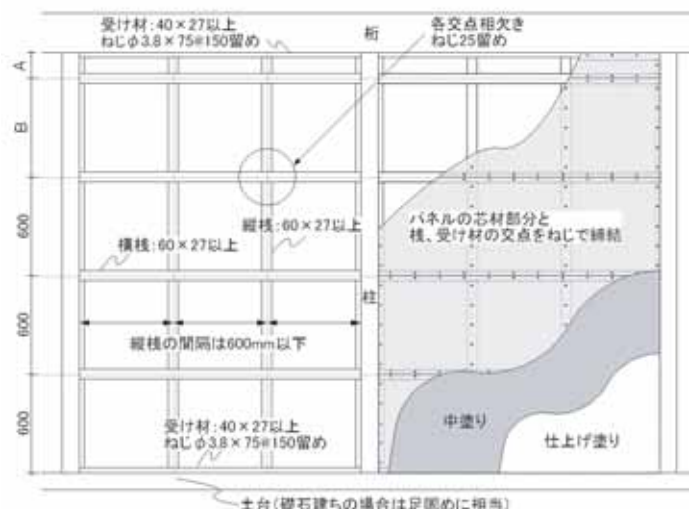 受け材:40×27以上
ねじφ3.8×75@150留め
桁
各交点相欠き
ねじ25留め
A
B
600
600
600
縦桟:60×27以上
横桟:60×27以上
パネルの芯材部分と
桟、受け材の交点をねじで締結
柱
縦桟の間隔は600mm以下
受け材:40×27以上
ねじφ3.8×75@150留め
中塗り
仕上げ塗り
土台(礎石建ちの場合は足固めに相当)